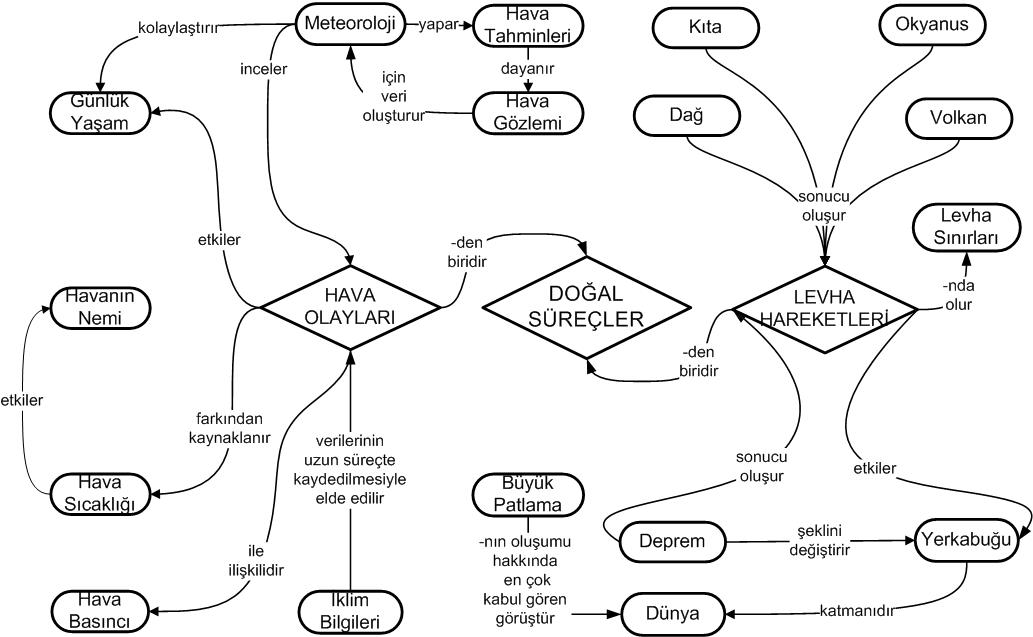 Meteoroloji
yapar
Hava
Tahminleri
kolaylaştırır
inceler
dayanır
için
veri
oluşturur
Hava
Gözlemi
Günlük
Yaşam
Kıta
Okyanus
Dağ
Volkan
sonucu
oluşur
Levha
Sınırları
etkiler
-den
biridir
-nda
olur
Havanın
Nemi
HAVA
OLAYLARI
DOĞAL
SÜREÇLER
LEVHA
HAREKETLERİ
-den
biridir
etkiler
farkından
kaynaklanır
verilerinin
uzun süreçte
kaydedilmesiyle
elde edilir
sonucu
oluşur
etkiler
Hava
Sıcaklığı
Büyük
Patlama
-nın oluşumu
hakkında
en çok
kabul gören
görüştür
Deprem
şeklini
değiştirir
Yerkabuğu
ile
ilişkilidir
Hava
Basıncı
İklim
Bilgileri
Dünya
katmanıdır